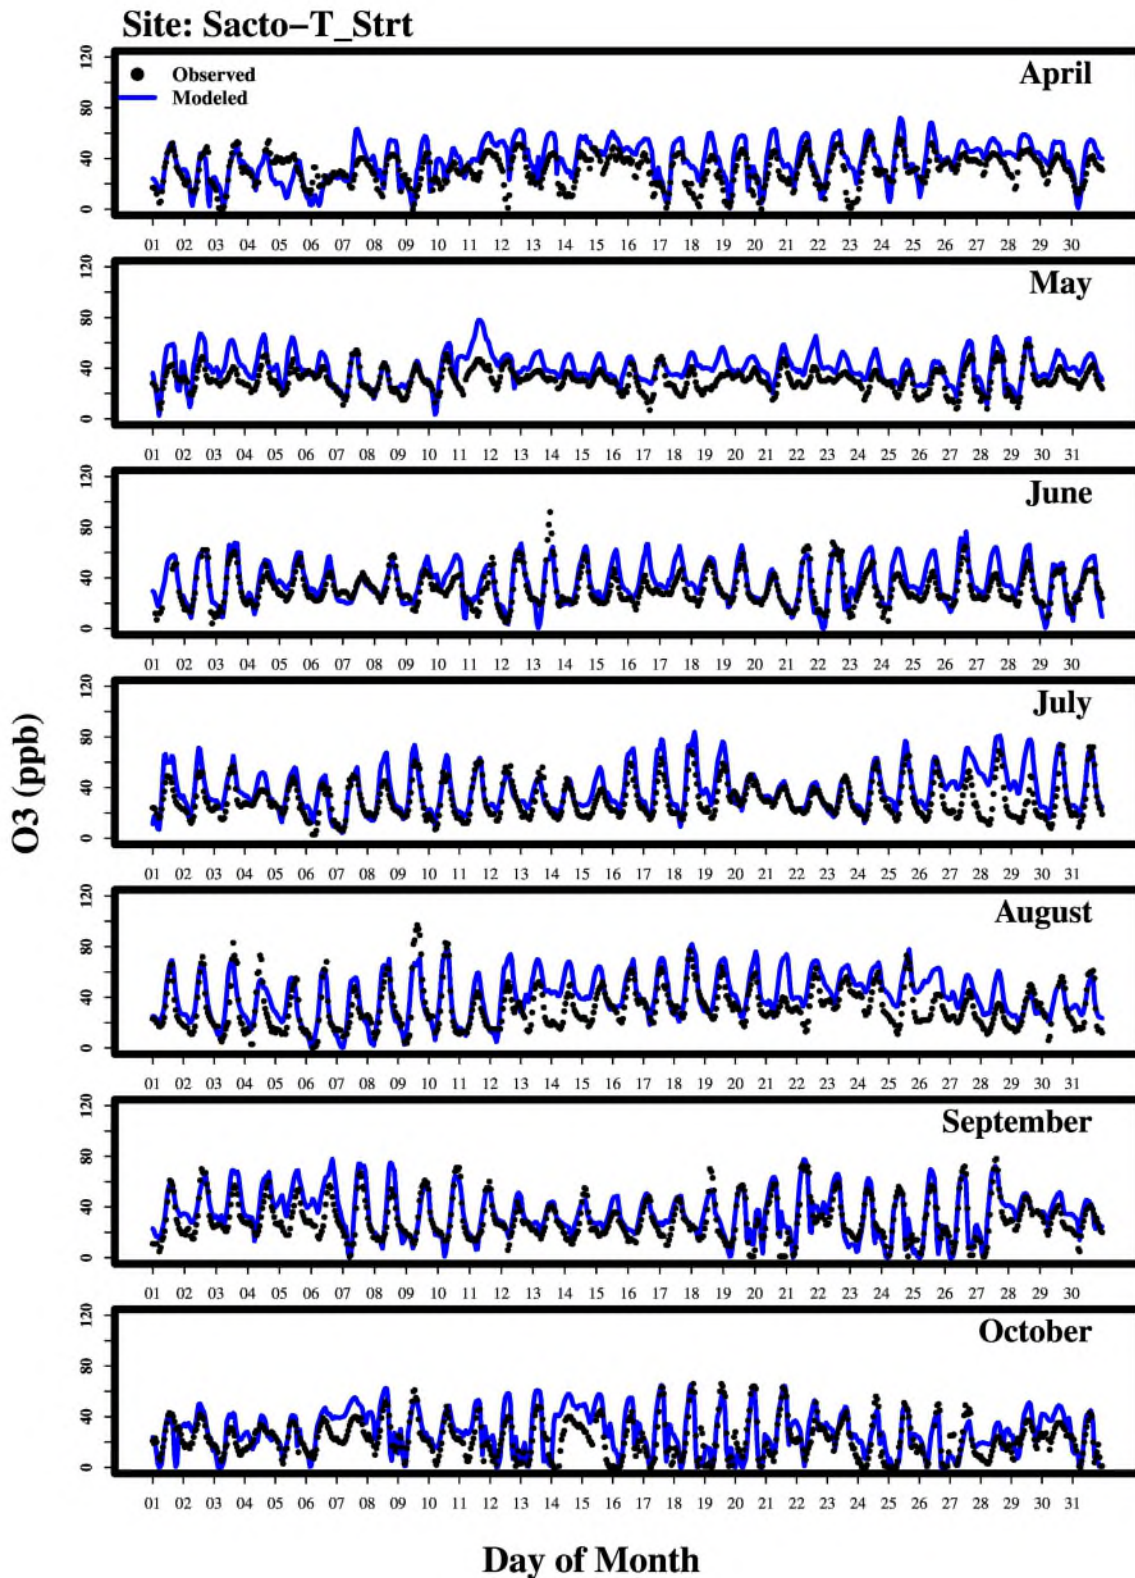 Site: Sacto-T_Strt
O3 (ppb)
April
Observed
Modeled
0 40 80 120
01 02 03 04 05 06 07 08 09 10 11 12 13 14 15 16 17 18 19 20 21 22 23 24 25 26 27 28 29 30
May
0 40 80 120
01 02 03 04 05 06 07 08 09 10 11 12 13 14 15 16 17 18 19 20 21 22 23 24 25 26 27 28 29 30 31
June
0 40 80 120
01 02 03 04 05 06 07 08 09 10 11 12 13 14 15 16 17 18 19 20 21 22 23 24 25 26 27 28 29 30
July
0 40 80 120
01 02 03 04 05 06 07 08 09 10 11 12 13 14 15 16 17 18 19 20 21 22 23 24 25 26 27 28 29 30 31
August
0 40 80 120
01 02 03 04 05 06 07 08 09 10 11 12 13 14 15 16 17 18 19 20 21 22 23 24 25 26 27 28 29 30 31
September
0 40 80 120
01 02 03 04 05 06 07 08 09 10 11 12 13 14 15 16 17 18 19 20 21 22 23 24 25 26 27 28 29 30
October
0 40 80 120
01 02 03 04 05 06 07 08 09 10 11 12 13 14 15 16 17 18 19 20 21 22 23 24 25 26 27 28 29 30 31
Day of Month